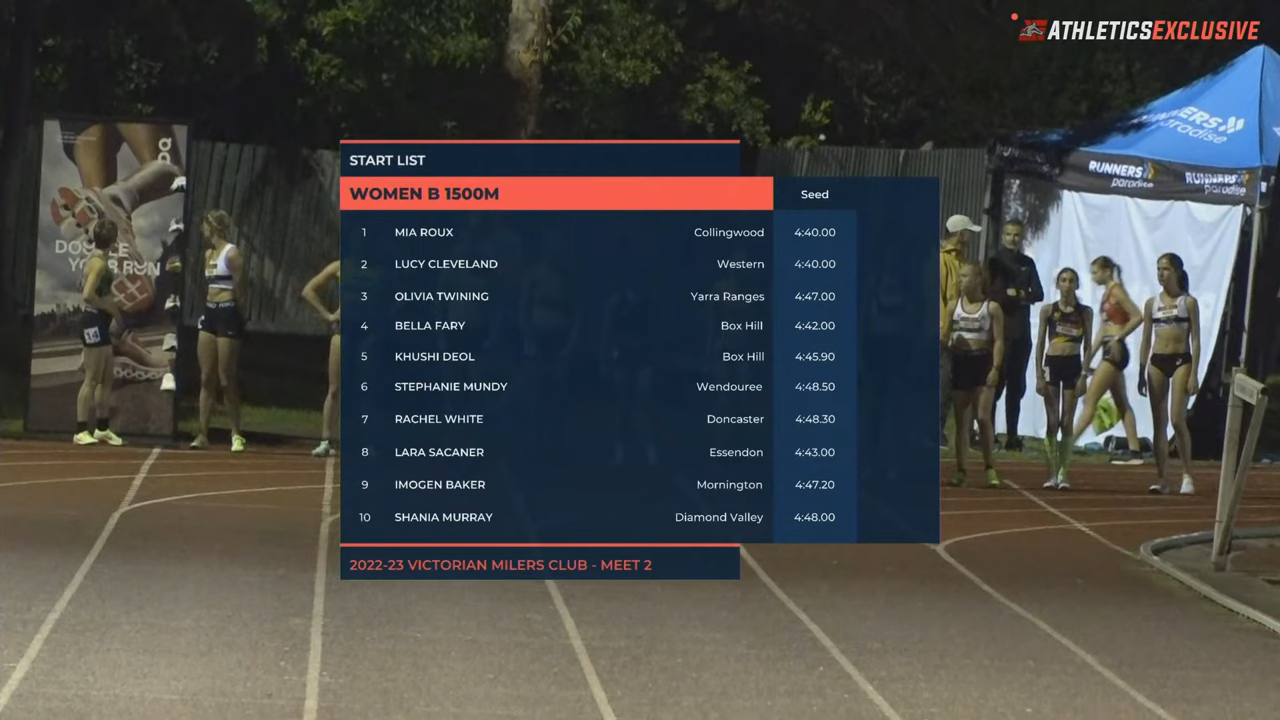 ATHLETICSEXCLUSIVE
START LIST
WOMEN B 1500M Seed
1 MIA ROUX Collingwood 4:40.00
2 LUCY CLEVELAND Western 4:40.00
3 OLIVIA TWINING Yarra Ranges 4:47.00
4 BELLA FARY Box Hill 4:42.00
5 KHUSHI DEOL Box Hill 4:45.90
6 STEPHANIE MUNDY Wendouree 4:48.50
7 RACHEL WHITE Doncaster 4:48.30
8 LARA SACANER Essendon 4:43.00
9 IMOGEN BAKER Mornington 4:47.20
10 SHANIA MURRAY Diamond Valley 4:48.00
2022-23 VICTORIAN MILERS CLUB - MEET 2
RUNNERS
paradise
RUNNERS
paradise
paradise
YOUR RUN
14